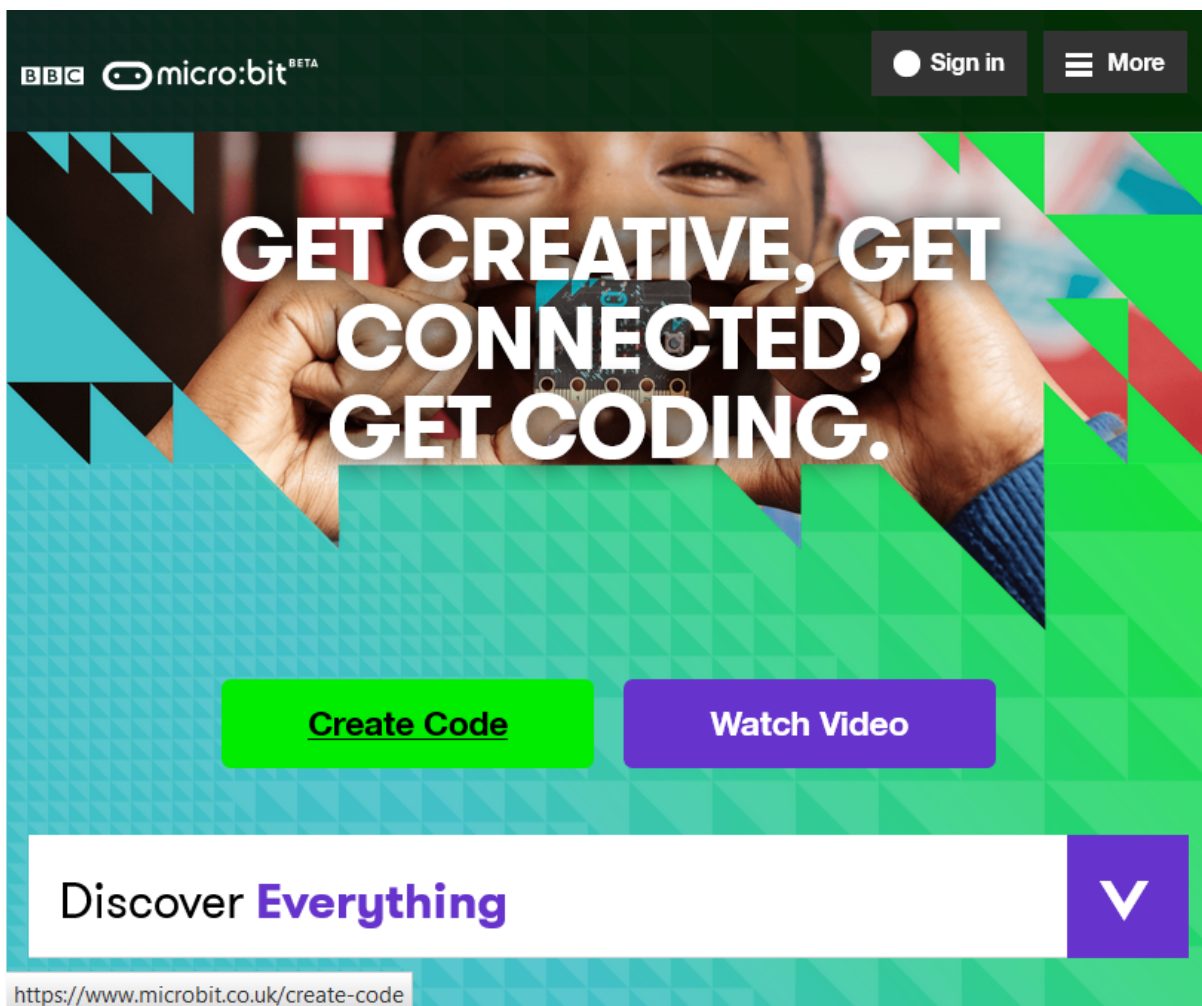 BBC micro:bit BETA
Sign in
More
GET CREATIVE, GET
CONNECTED,
GET CODING.
Create Code
Watch Video
Discover Everything
https://www.microbit.co.uk/create-code